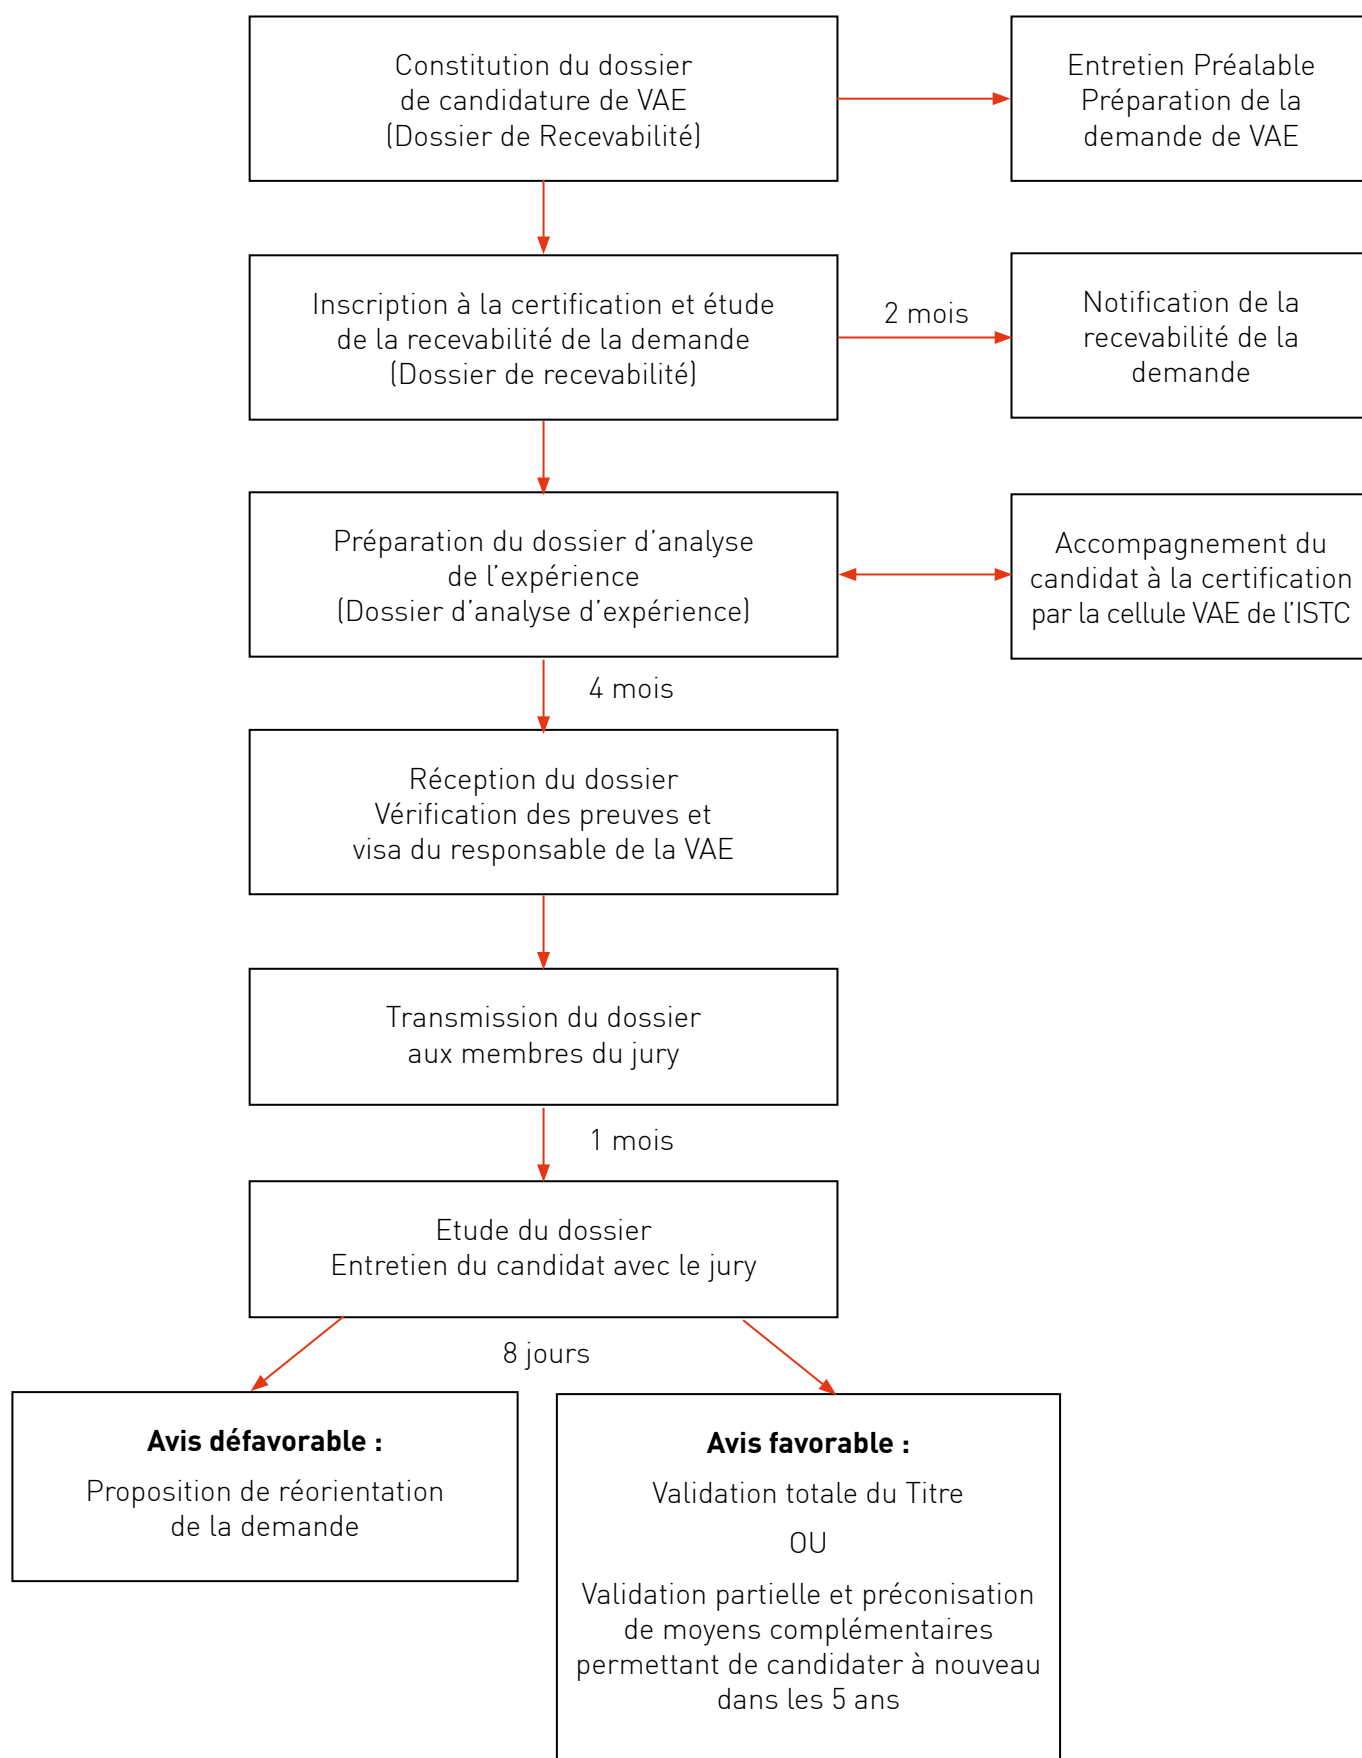 Constitution du dossier
de candidature de VAE
(Dossier de Recevabilité)
Entretien Préalable
Préparation de la
demande de VAE
Inscription à la certification et étude
de la recevabilité de la demande
(Dossier de recevabilité)
2 mois
Notification de la
recevabilité de la
demande
Préparation du dossier d’analyse
de l’expérience
(Dossier d’analyse d’expérience)
Accompagnement du
candidat à la certification
par la cellule VAE de l’ISTC
4 mois
Réception du dossier
Vérification des preuves et
visa du responsable de la VAE
Transmission du dossier
aux membres du jury
1 mois
Etude du dossier
Entretien du candidat avec le jury
8 jours
Avis défavorable :
Proposition de réorientation
de la demande
Avis favorable :
Validation totale du Titre
OU
Validation partielle et préconisation
de moyens complémentaires
permettant de candidater à nouveau
dans les 5 ans